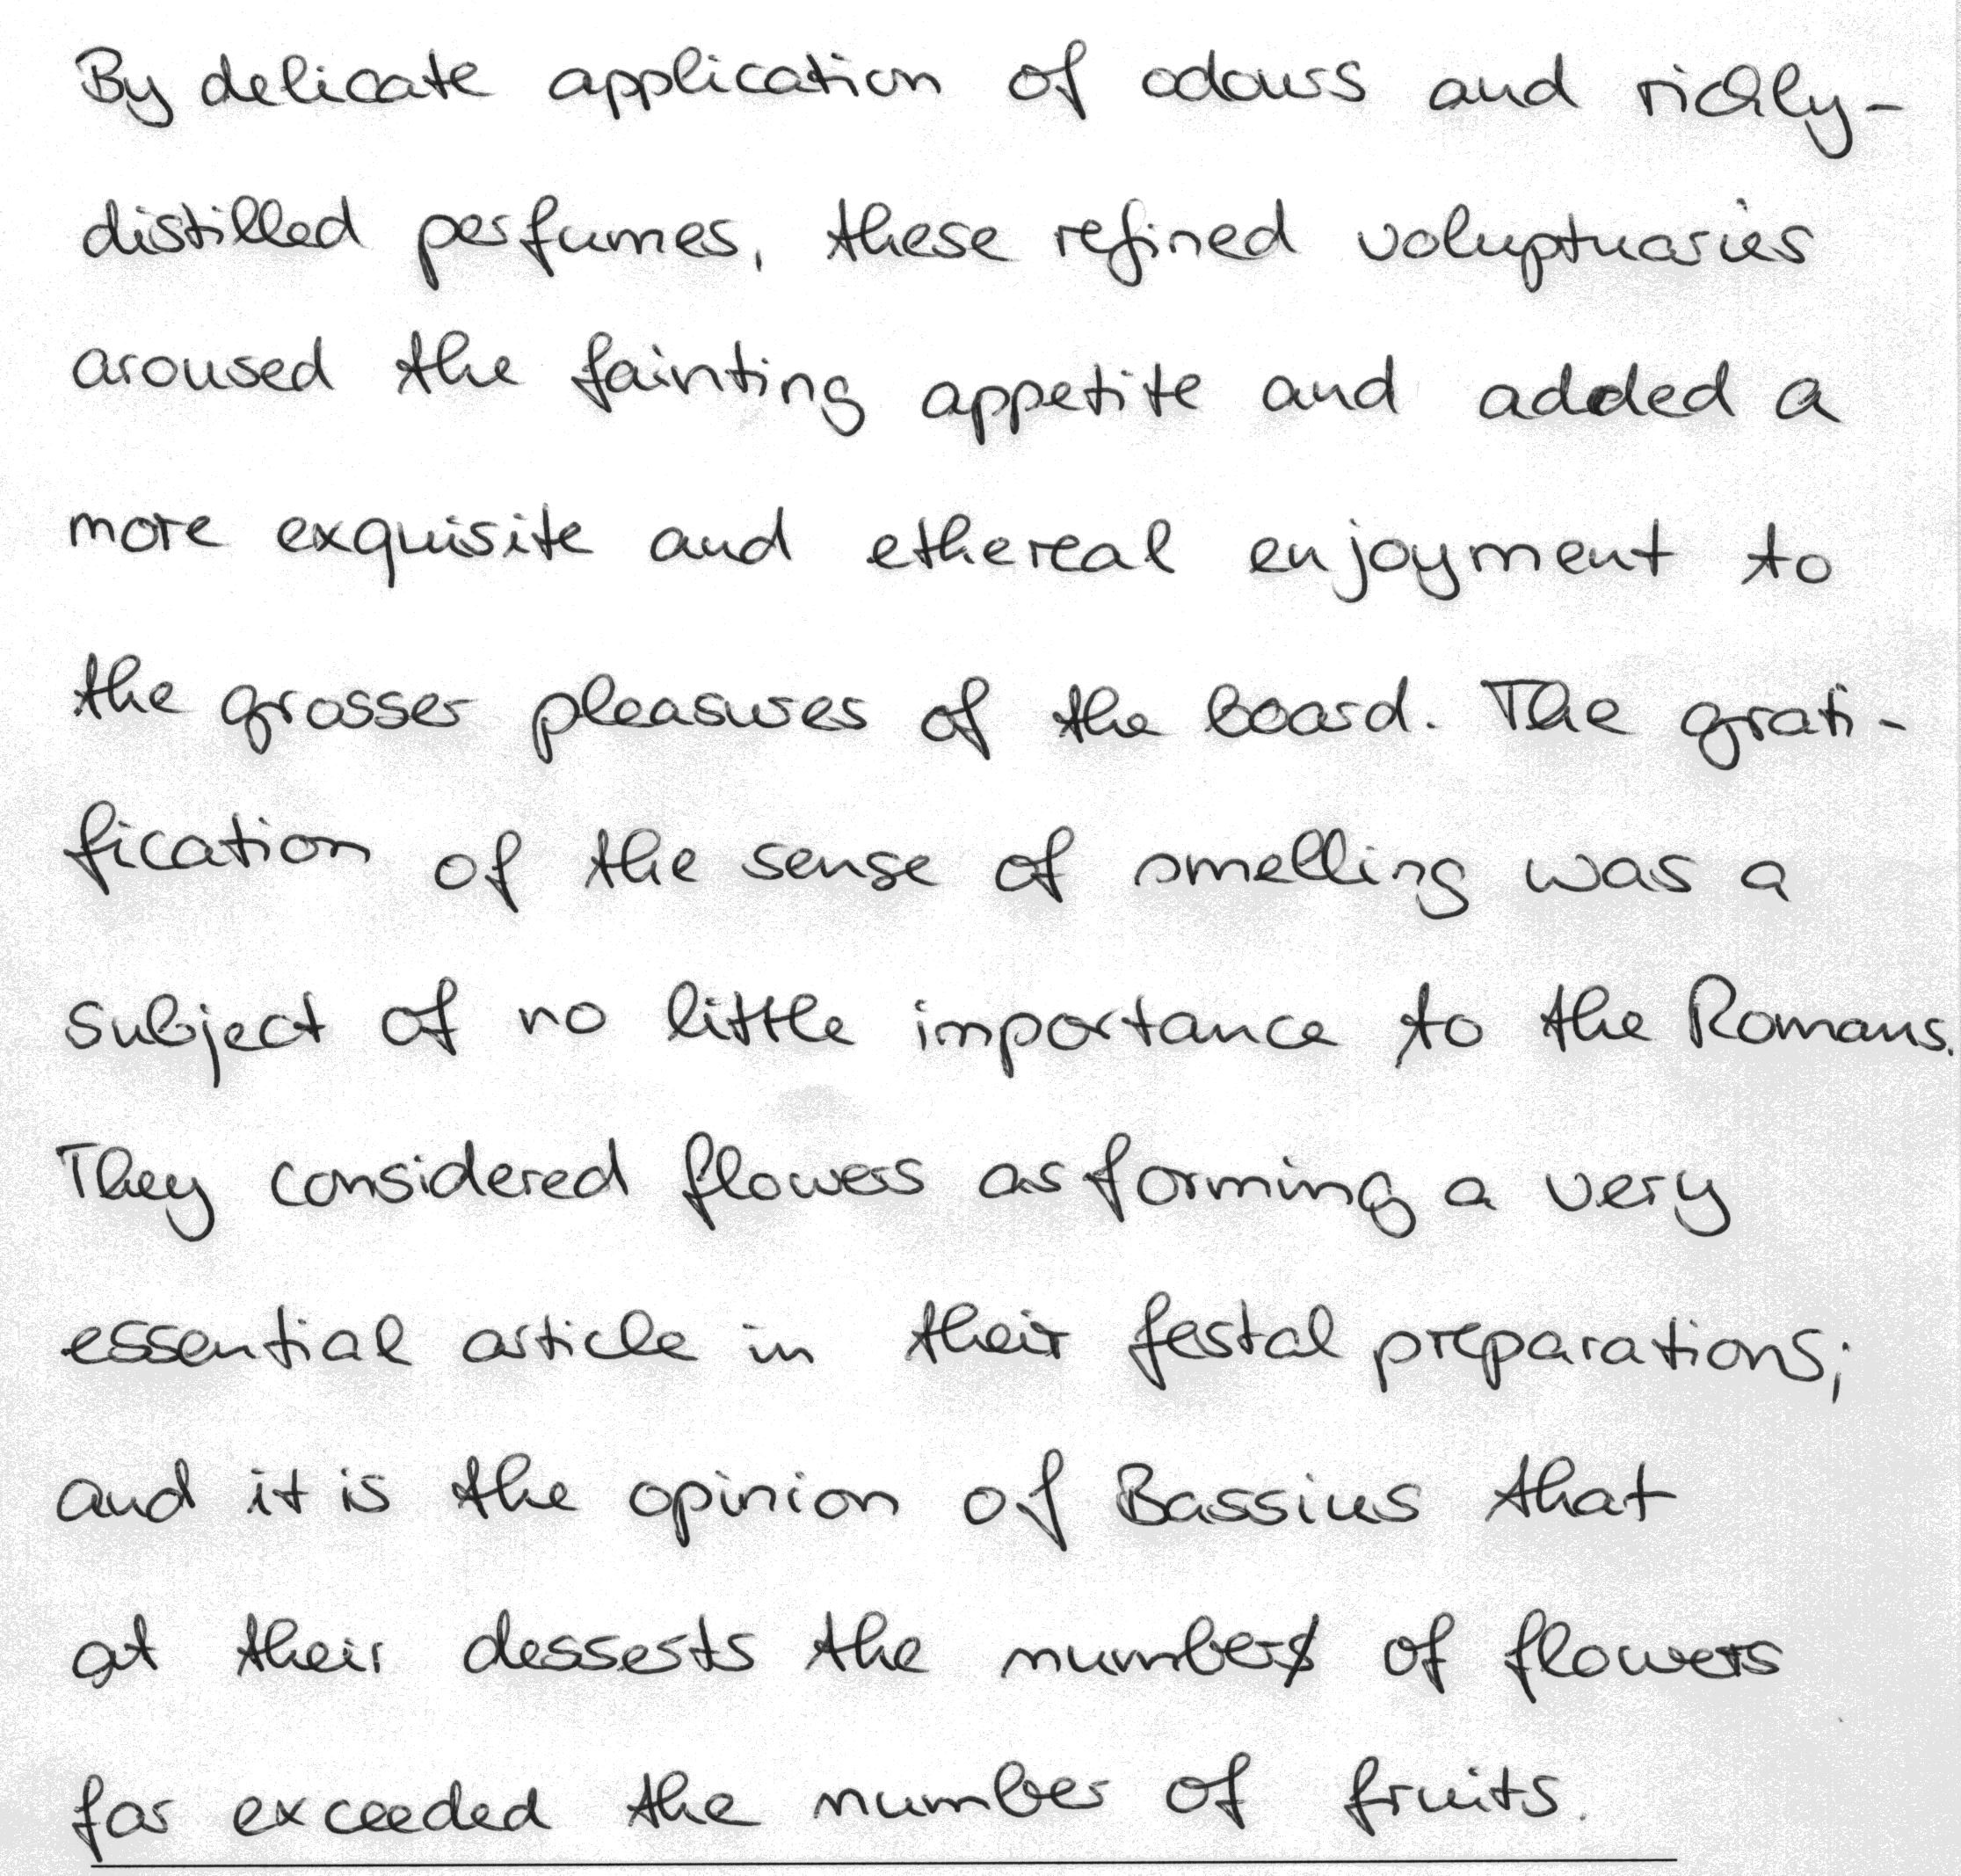 By delicate application of odours and richly-
distilled perfumes, these refined voluptuaries
aroused the fainting appetite and added a
more exquisite and ethereal enjoyment to
the grosser pleasures of the board. The grati-
fication of the sense of smelling was a
subject of no little importance to the Romans.
They considered flowers as forming a very
essential article in their festal preparations;
and it is the opinion of Bassius that
at their desserts the number of flowers
far exceeded the number of fruits.